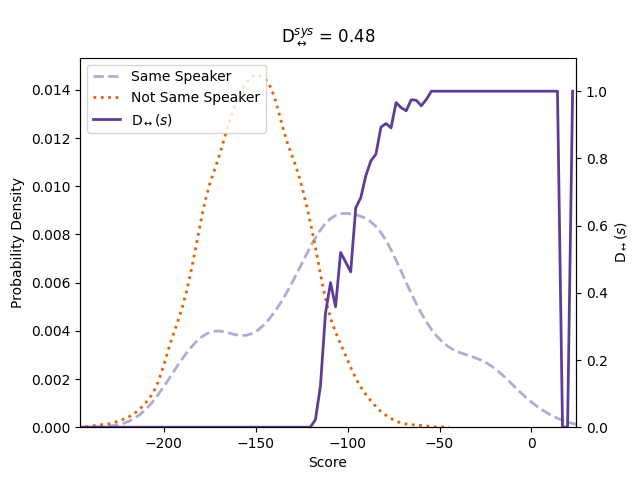 D↔^sys = 0.48
Same Speaker
Not Same Speaker
D↔(s)
Probability Density
0.014
0.012
0.010
0.008
0.006
0.004
0.002
0.000
1.0
0.8
0.6
0.4
0.2
0.0
D↔(s)
−200 −150 −100 −50 0
Score